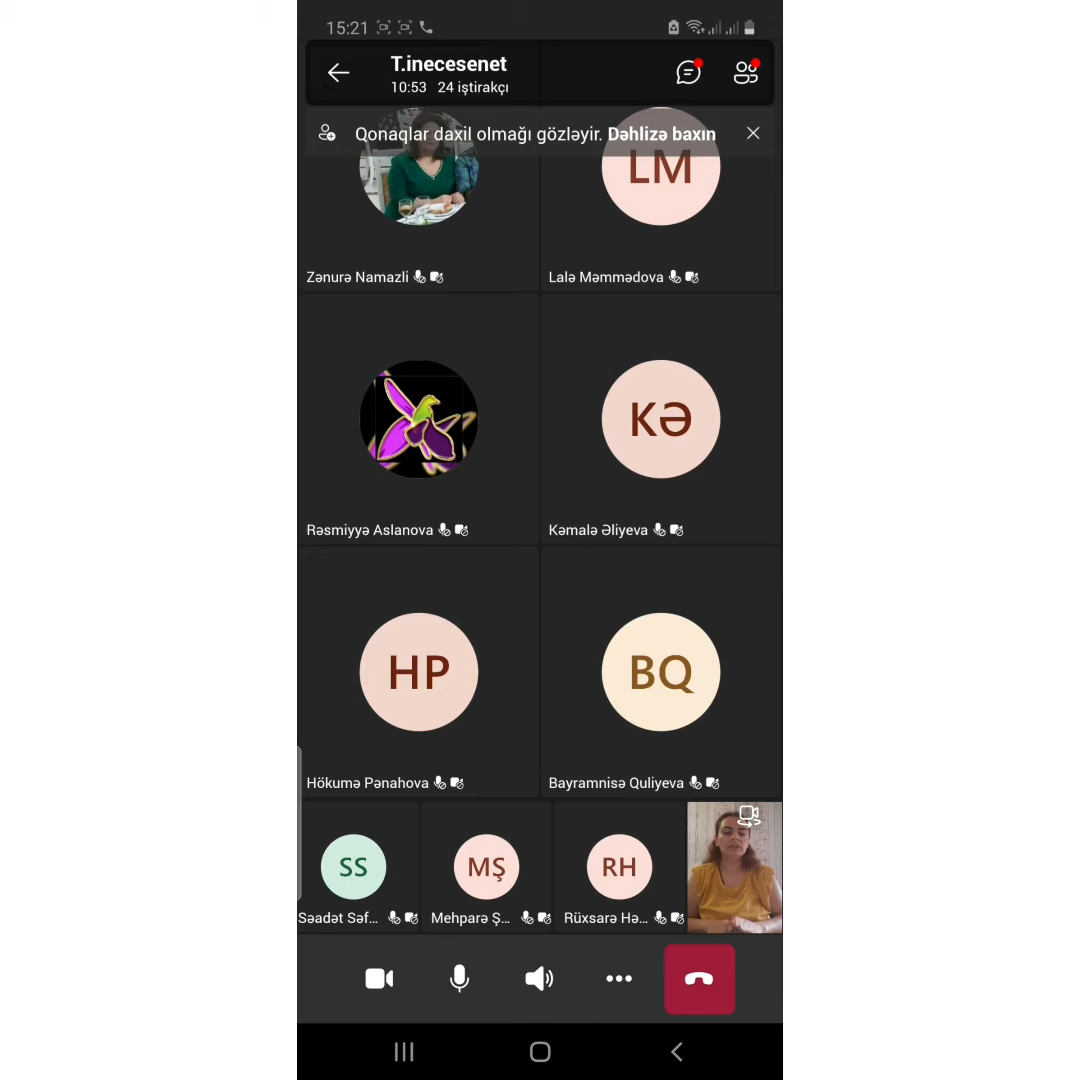 15:21
T.inecesenet
10:53 24 iştirakçı
Qonaqlar daxil olmağı gözləyir. Dəhlizə baxın
LM
Zənurə Namazli
Lalə Məmmədova
KƏ
Rəsmiyyə Aslanova
Kəmalə Əliyeva
HP
BQ
Hökumə Pənahova
Bayramnisə Quliyeva
SS
MŞ
RH
Səadət Səf...
Mehparə Ş...
Rüxsarə Hə...